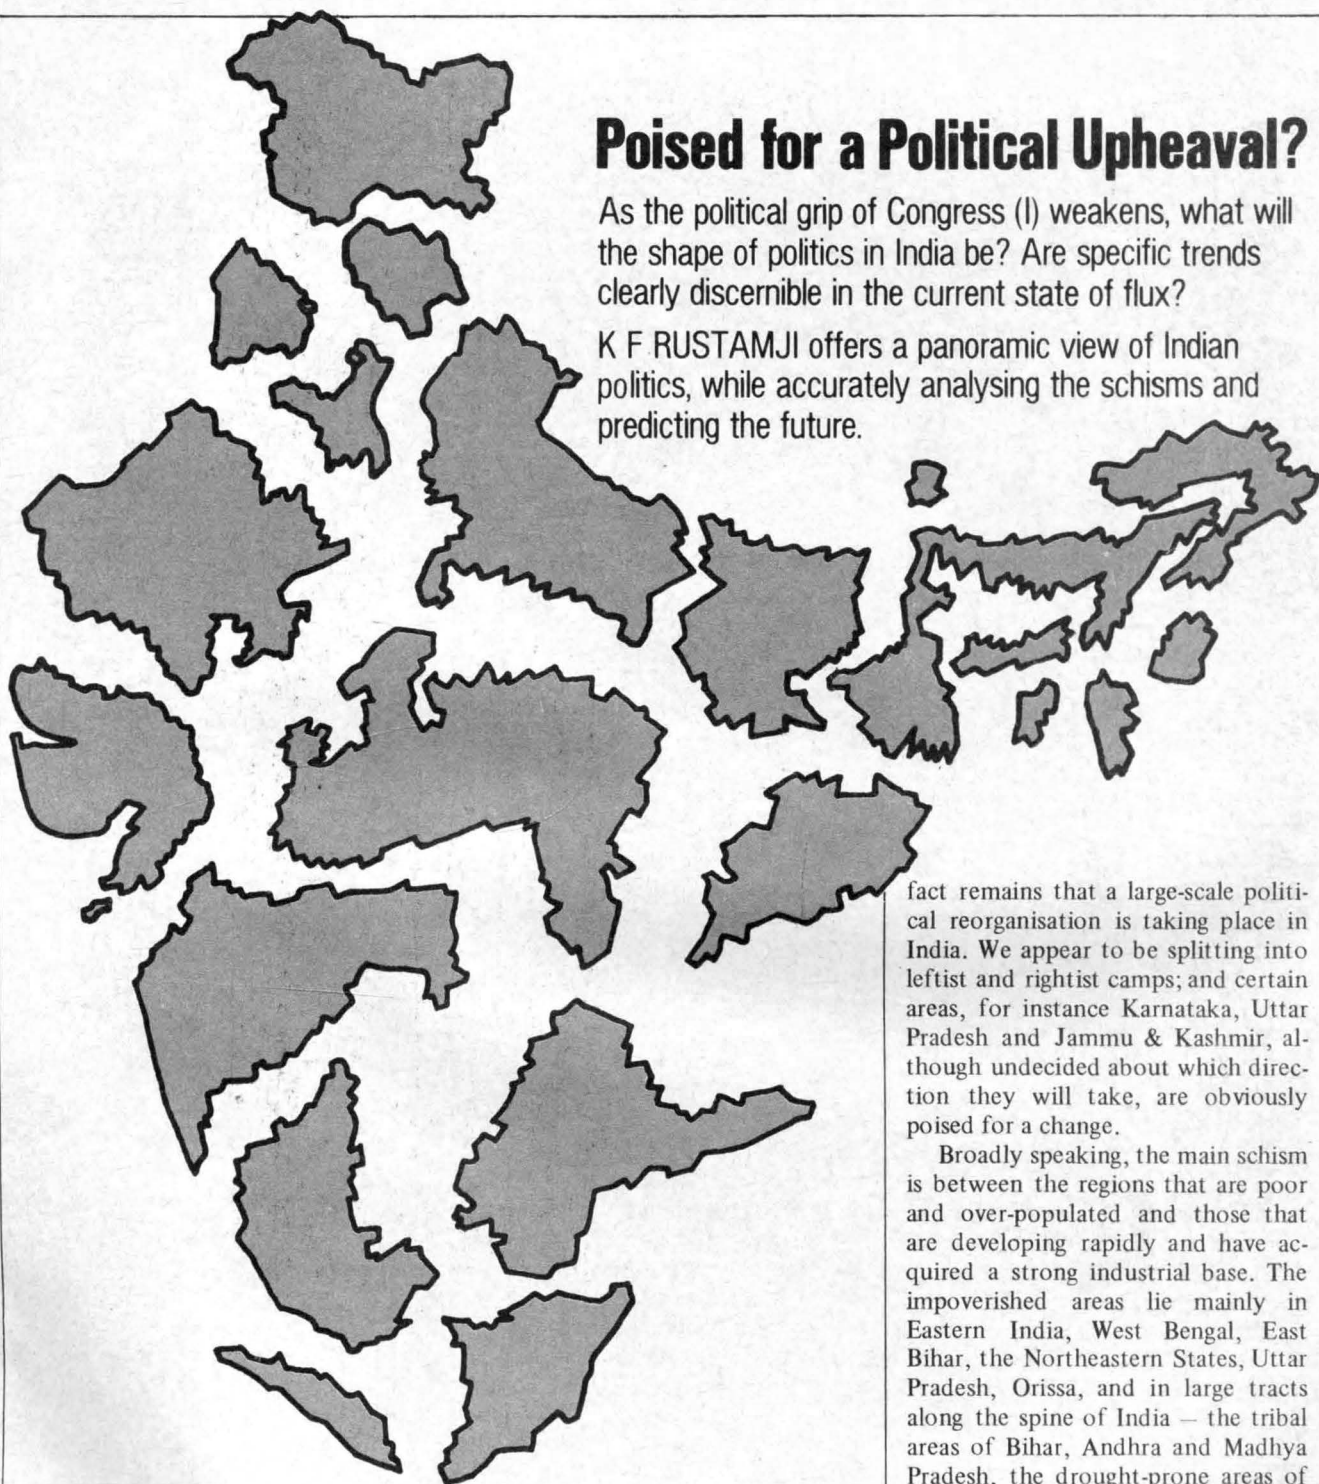 Poised for a Political Upheaval?
As the political grip of Congress (I) weakens, what will
the shape of politics in India be? Are specific trends
clearly discernible in the current state of flux?
K F RUSTAMJI offers a panoramic view of Indian
politics, while accurately analysing the schisms and
predicting the future.
fact remains that a large-scale politi-
cal reorganisation is taking place in
India. We appear to be splitting into
leftist and rightist camps; and certain
areas, for instance Karnataka, Uttar
Pradesh and Jammu & Kashmir, al-
though undecided about which direc-
tion they will take, are obviously
poised for a change.
Broadly speaking, the main schism
is between the regions that are poor
and over-populated and those that
are developing rapidly and have ac-
quired a strong industrial base. The
impoverished areas lie mainly in
Eastern India, West Bengal, East
Bihar, the Northeastern States, Uttar
Pradesh, Orissa, and in large tracts
along the spine of India — the tribal
areas of Bihar, Andhra and Madhya
Pradesh, the drought-prone areas of